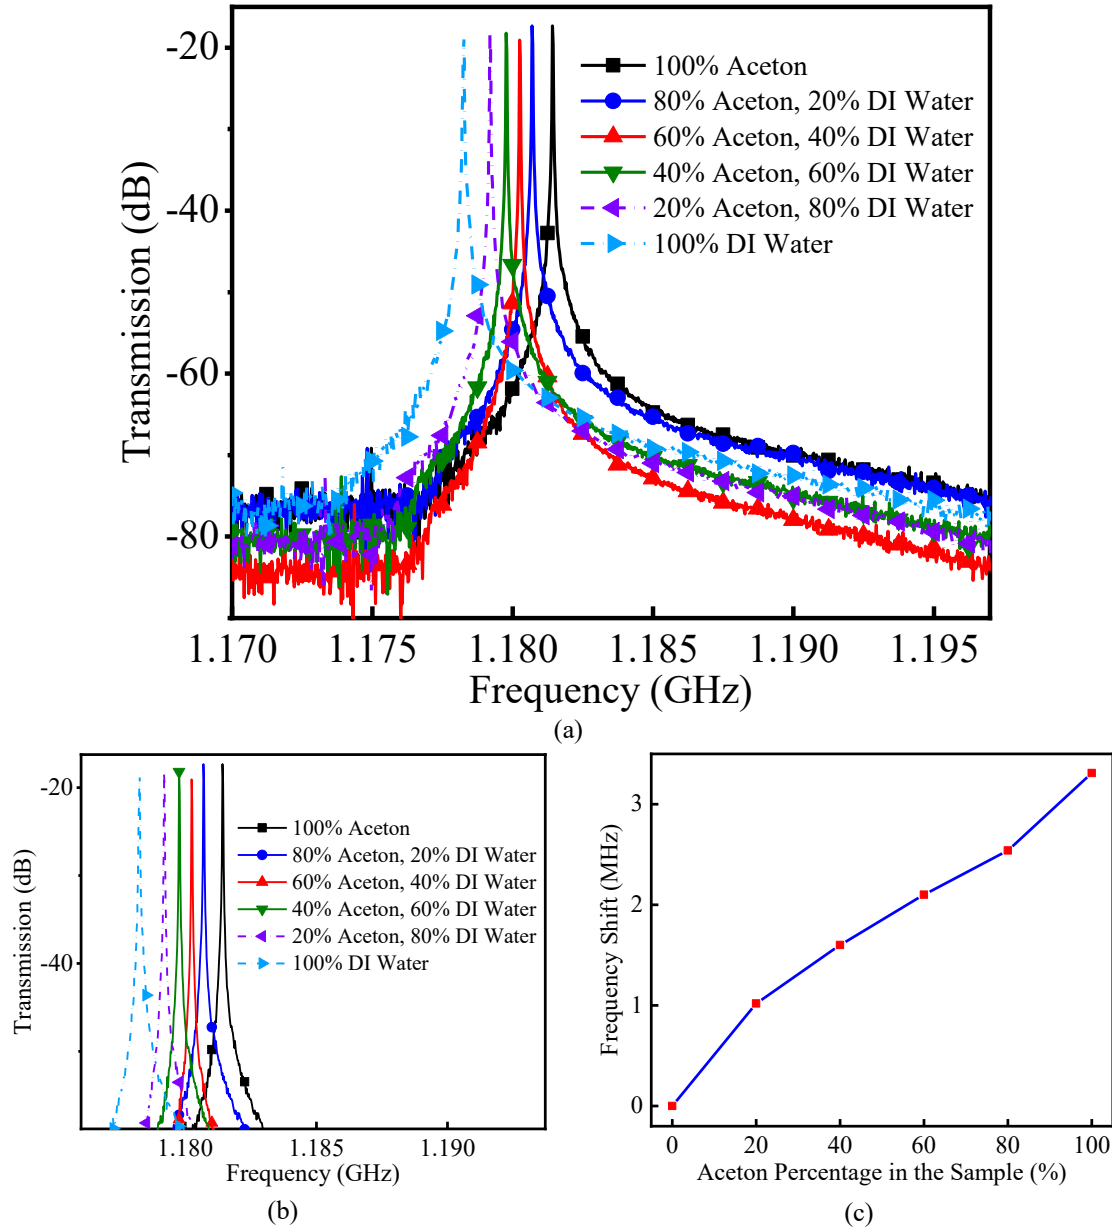 -20
-40
-60
-80
Transmission (dB)
100% Aceton
80% Aceton, 20% DI Water
60% Aceton, 40% DI Water
40% Aceton, 60% DI Water
20% Aceton, 80% DI Water
100% DI Water
1.170 1.175 1.180 1.185 1.190 1.195
Frequency (GHz)
(a)
-20
-40
Transmission (dB)
100% Aceton
80% Aceton, 20% DI Water
60% Aceton, 40% DI Water
40% Aceton, 60% DI Water
20% Aceton, 80% DI Water
100% DI Water
1.180 1.185 1.190
Frequency (GHz)
(b)
3
2
1
0
Frequency Shift (MHz)
0 20 40 60 80 100
Aceton Percentage in the Sample (%)
(c)